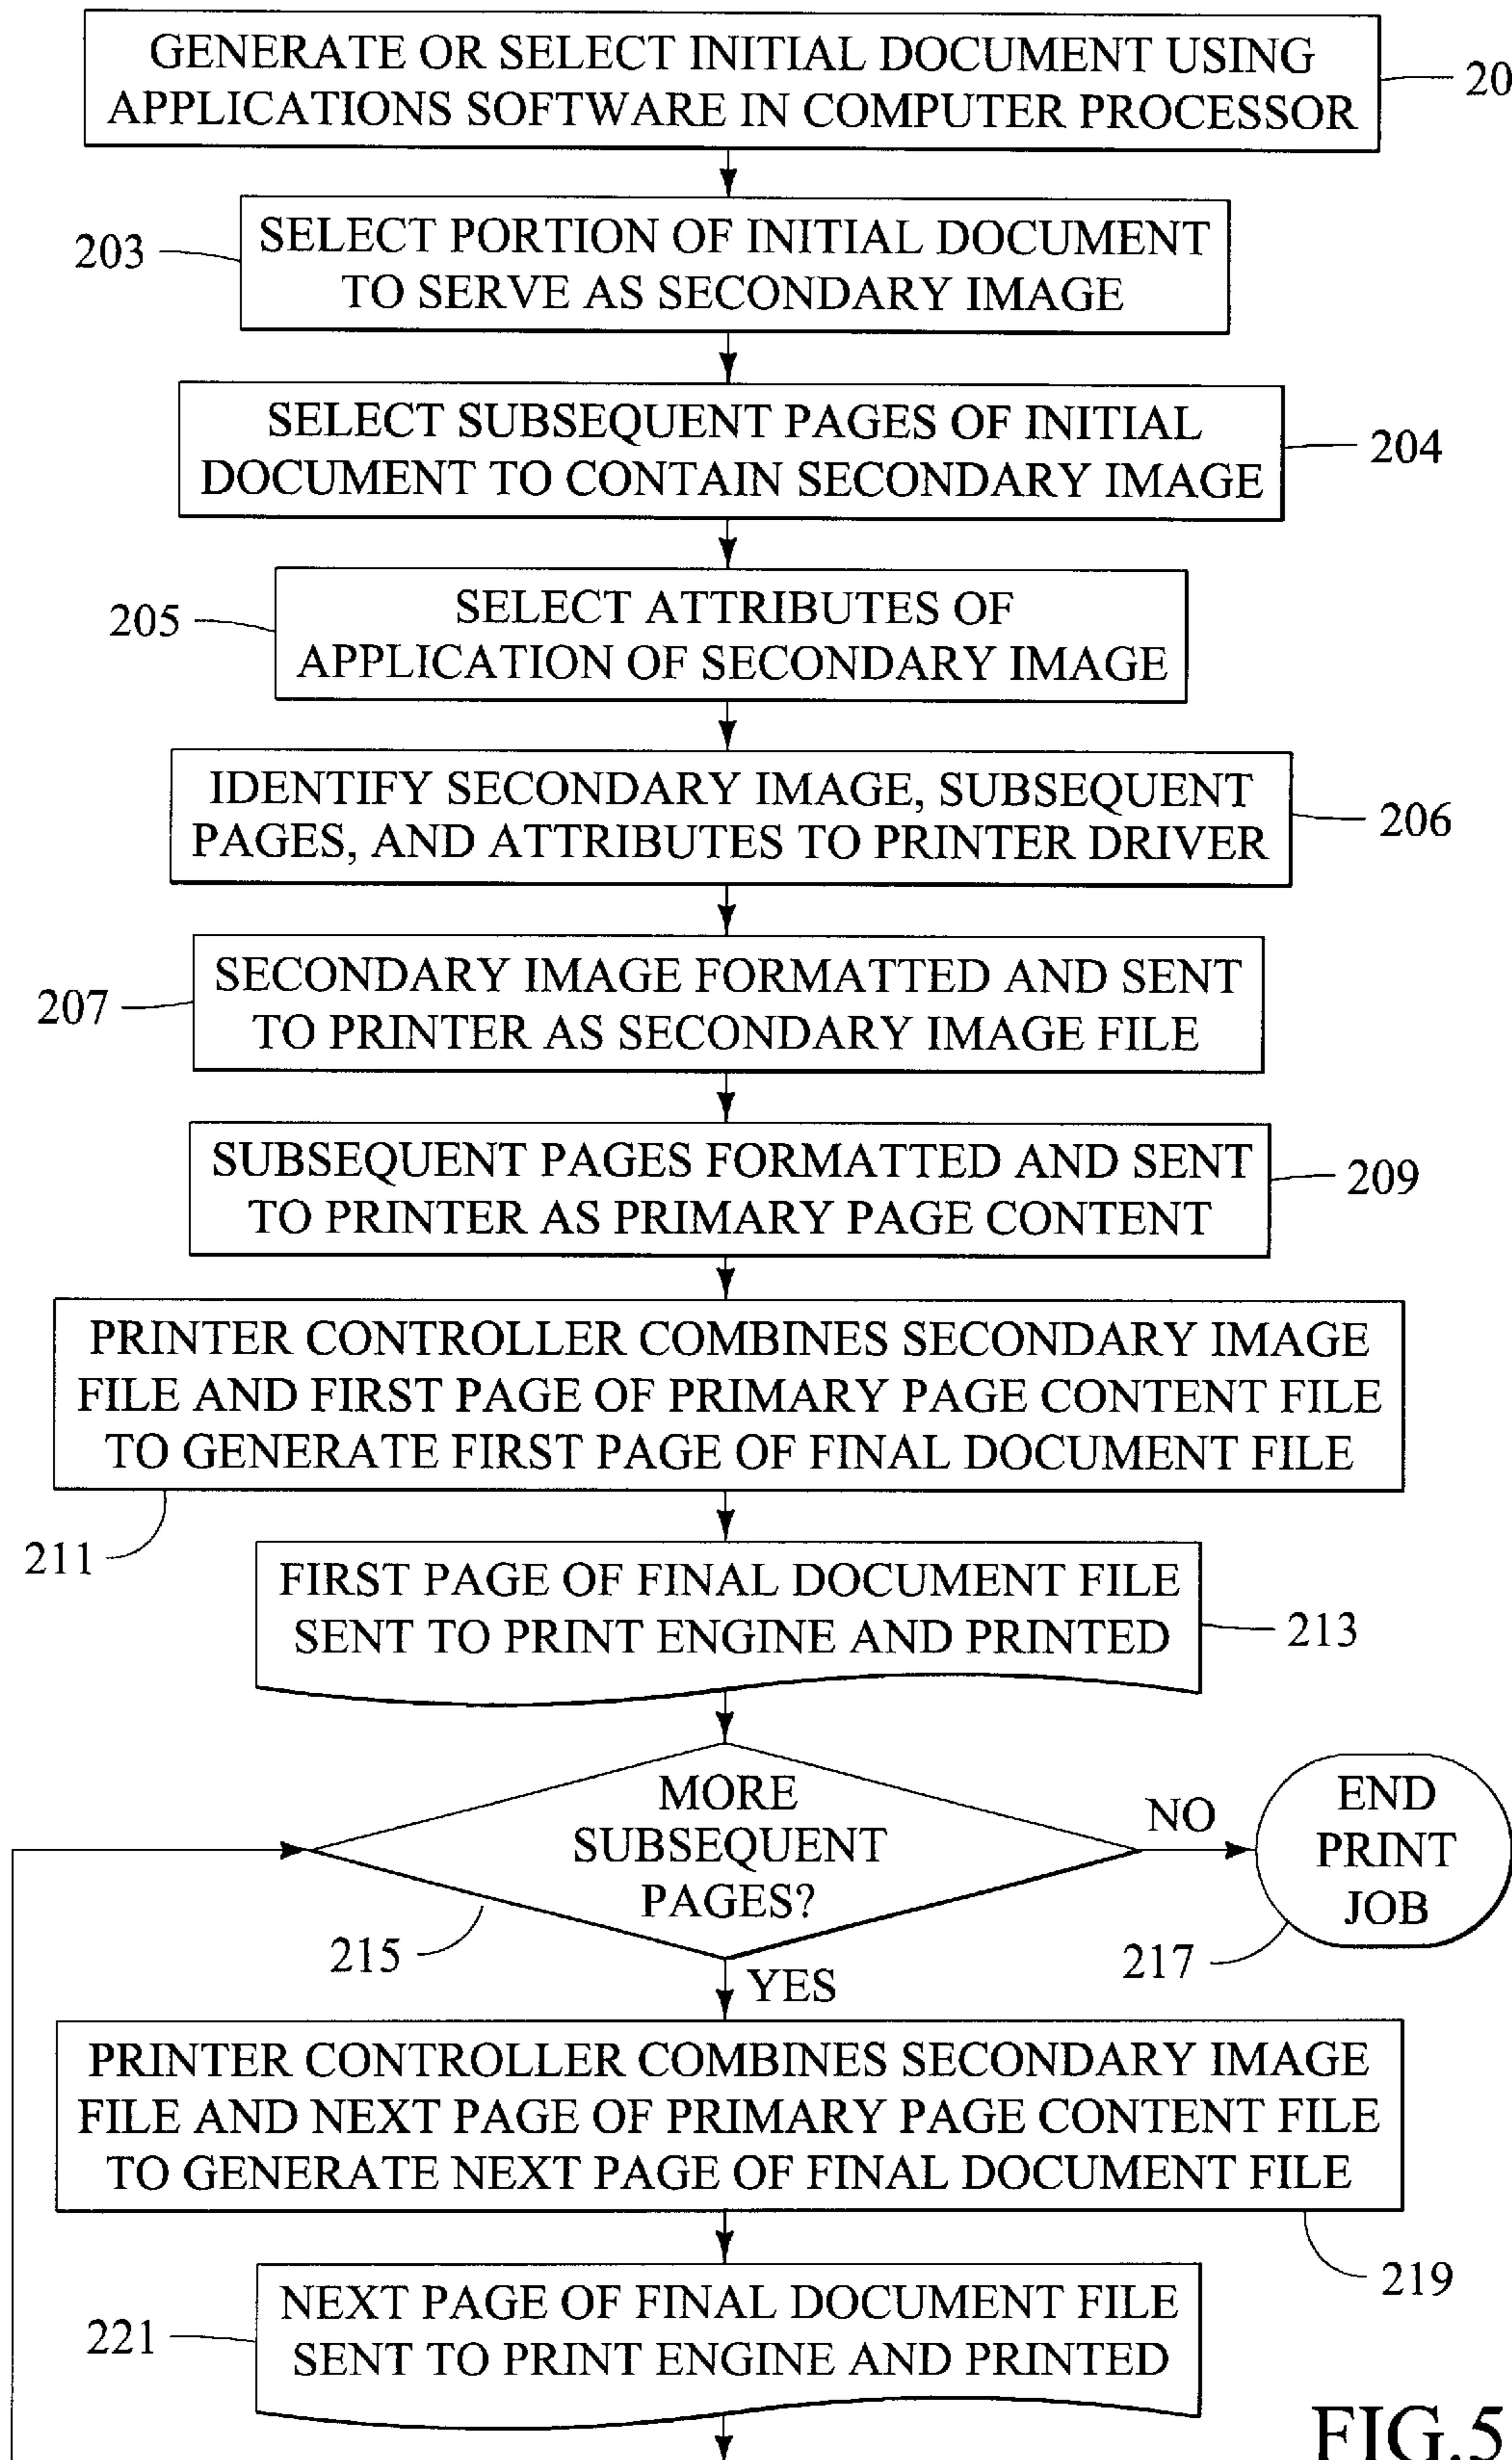 GENERATE OR SELECT INITIAL DOCUMENT USING
APPLICATIONS SOFTWARE IN COMPUTER PROCESSOR
20
SELECT PORTION OF INITIAL DOCUMENT
TO SERVE AS SECONDARY IMAGE
203
SELECT SUBSEQUENT PAGES OF INITIAL
DOCUMENT TO CONTAIN SECONDARY IMAGE
204
SELECT ATTRIBUTES OF
APPLICATION OF SECONDARY IMAGE
205
IDENTIFY SECONDARY IMAGE, SUBSEQUENT
PAGES, AND ATTRIBUTES TO PRINTER DRIVER
206
SECONDARY IMAGE FORMATTED AND SENT
TO PRINTER AS SECONDARY IMAGE FILE
207
SUBSEQUENT PAGES FORMATTED AND SENT
TO PRINTER AS PRIMARY PAGE CONTENT
209
PRINTER CONTROLLER COMBINES SECONDARY IMAGE
FILE AND FIRST PAGE OF PRIMARY PAGE CONTENT FILE
TO GENERATE FIRST PAGE OF FINAL DOCUMENT FILE
211
FIRST PAGE OF FINAL DOCUMENT FILE
SENT TO PRINT ENGINE AND PRINTED
213
MORE
SUBSEQUENT
PAGES?
215
NO
END
PRINT
JOB
217
YES
PRINTER CONTROLLER COMBINES SECONDARY IMAGE
FILE AND NEXT PAGE OF PRIMARY PAGE CONTENT FILE
TO GENERATE NEXT PAGE OF FINAL DOCUMENT FILE
219
NEXT PAGE OF FINAL DOCUMENT FILE
SENT TO PRINT ENGINE AND PRINTED
221
FIG.5